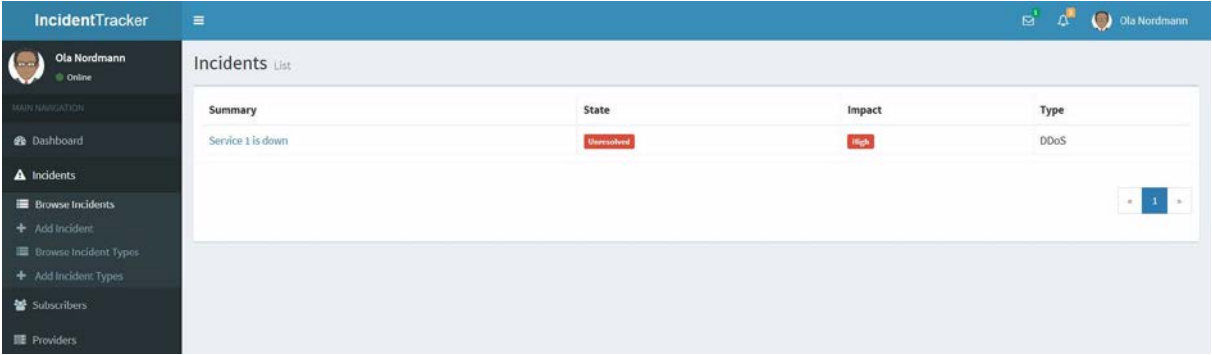 IncidentTracker
Ola Nordmann
Ola Nordmann
Online
MAIN NAVIGATION
Dashboard
Incidents
Browse Incidents
Add Incident
Browse Incident Types
Add Incident Types
Subscribers
Providers
Incidents List
Summary State Impact Type
Service 1 is down Unresolved High DDoS
« 1 »